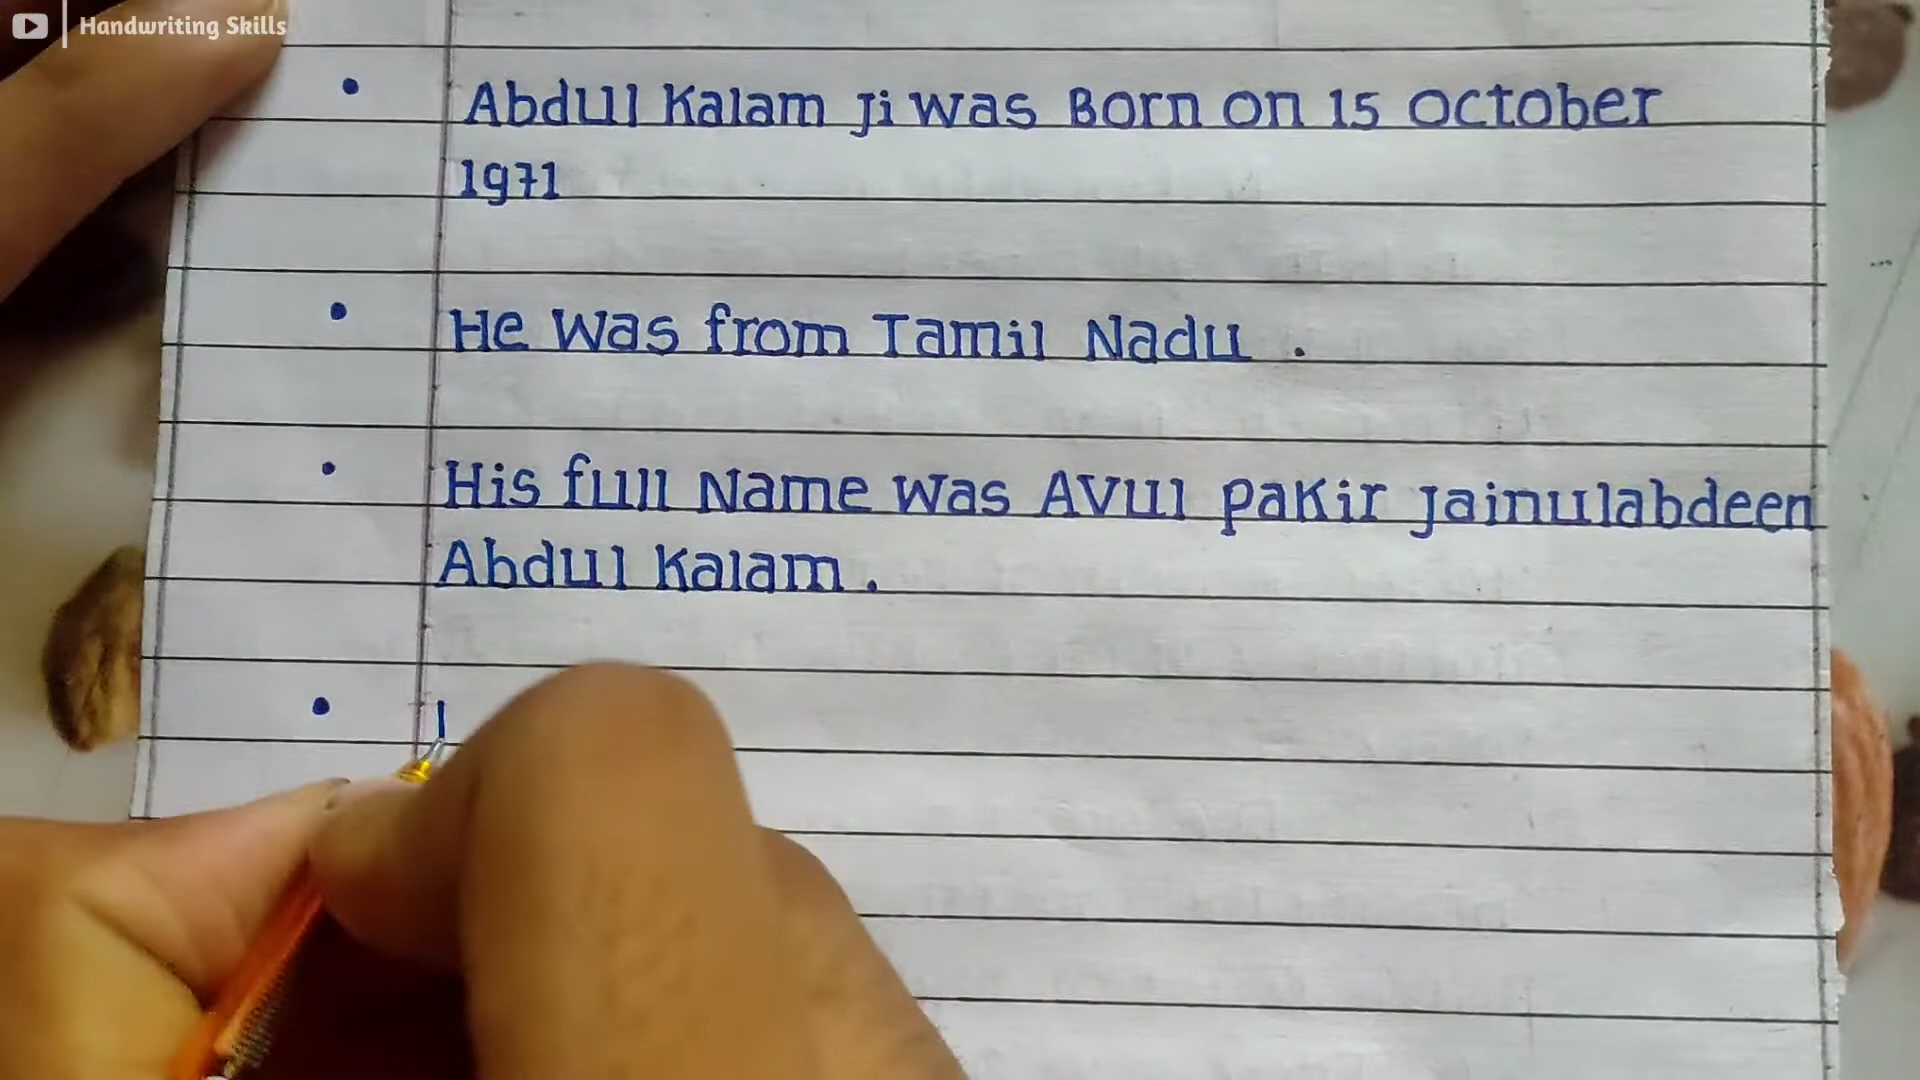 Handwriting Skills
• Abdul Kalam Ji was Born on 15 October
1971
• He was from Tamil Nadu .
• His full Name was Avul pakir Jainulabdeen
Abdul Kalam .
•